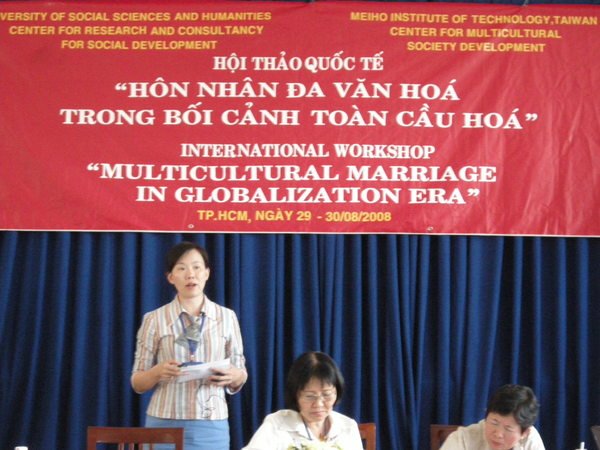 VERSITY OF SOCIAL SCIENCES AND HUMANITIES
CENTER FOR RESEARCH AND CONSULTANCY
FOR SOCIAL DEVELOPMENT
MEIHO INSTITUTE OF TECHNOLOGY,TAIWAN
CENTER FOR MULTICULTURAL
SOCIETY DEVELOPMENT
HỘI THẢO QUỐC TẾ
“HÔN NHÂN ĐA VĂN HOÁ
TRONG BỐI CẢNH TOÀN CẦU HOÁ”
INTERNATIONAL WORKSHOP
“MULTICULTURAL MARRIAGE
IN GLOBALIZATION ERA”
TP.HCM, NGÀY 29 - 30/08/2008